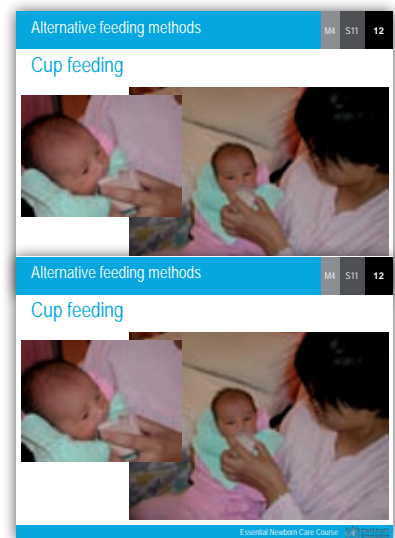 Alternative feeding methods M4 S11 12
Cup feeding
Alternative feeding methods M4 S11 12
Cup feeding
Essential Newborn Care Course